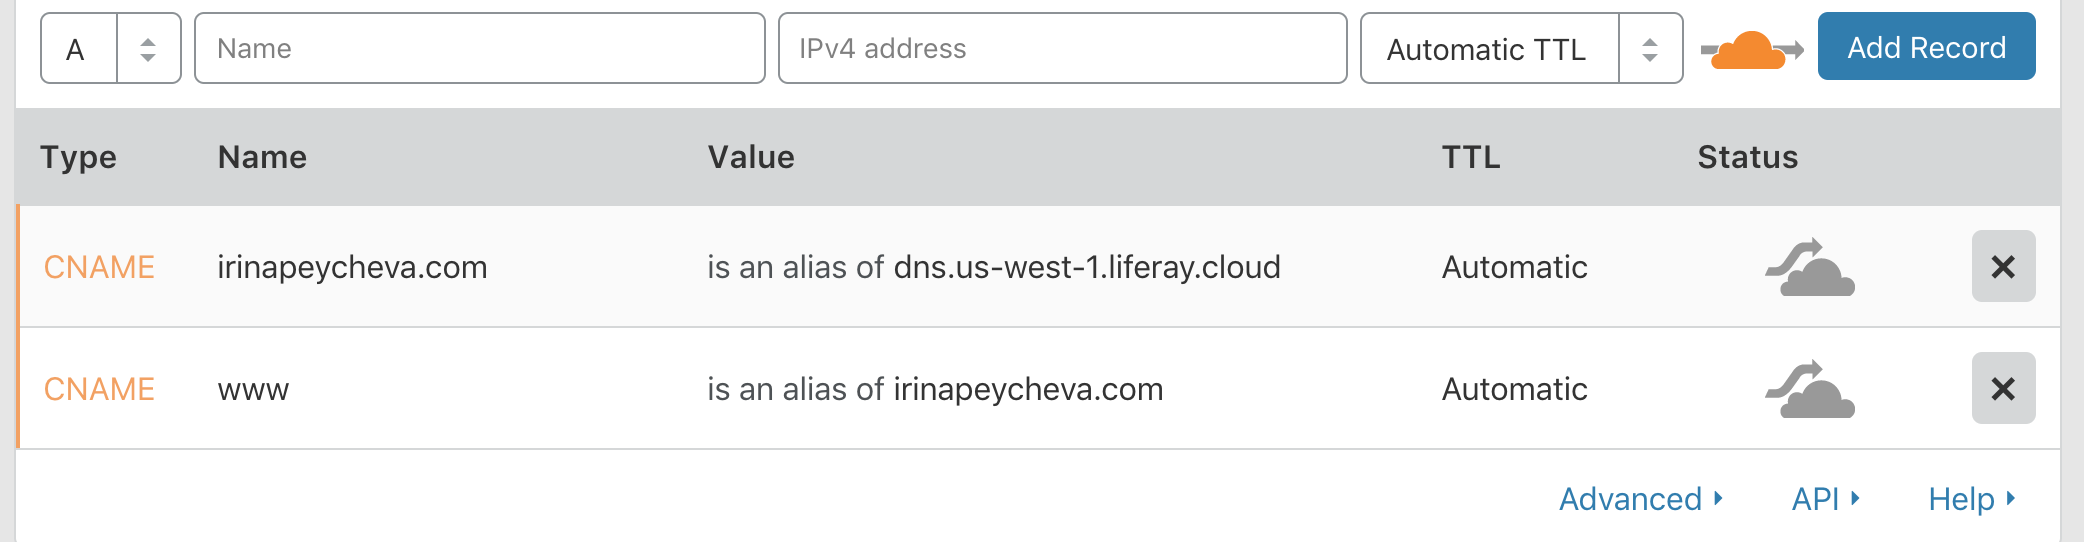 A Name IPv4 address Automatic TTL Add Record
Type Name Value TTL Status
CNAME irinapeycheva.com is an alias of dns.us-west-1.liferay.cloud Automatic
CNAME www is an alias of irinapeycheva.com Automatic
Advanced API Help